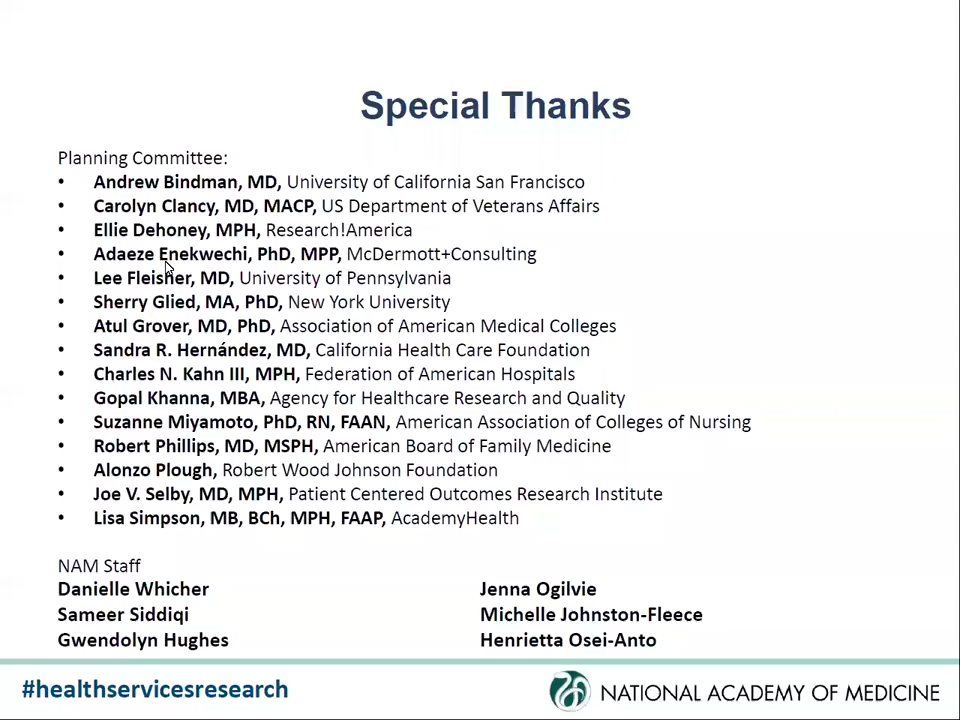 Special Thanks
Planning Committee:
• Andrew Bindman, MD, University of California San Francisco
• Carolyn Clancy, MD, MACP, US Department of Veterans Affairs
• Ellie Dehoney, MPH, Research!America
• Adaeze Enekwechi, PhD, MPP, McDermott+Consulting
• Lee Fleisher, MD, University of Pennsylvania
• Sherry Glied, MA, PhD, New York University
• Atul Grover, MD, PhD, Association of American Medical Colleges
• Sandra R. Hernández, MD, California Health Care Foundation
• Charles N. Kahn III, MPH, Federation of American Hospitals
• Gopal Khanna, MBA, Agency for Healthcare Research and Quality
• Suzanne Miyamoto, PhD, RN, FAAN, American Association of Colleges of Nursing
• Robert Phillips, MD, MSPH, American Board of Family Medicine
• Alonzo Plough, Robert Wood Johnson Foundation
• Joe V. Selby, MD, MPH, Patient Centered Outcomes Research Institute
• Lisa Simpson, MB, BCh, MPH, FAAP, AcademyHealth
NAM Staff
Danielle Whicher
Sameer Siddiqi
Gwendolyn Hughes
Jenna Ogilvie
Michelle Johnston-Fleece
Henrietta Osei-Anto
#healthservicesresearch
NATIONAL ACADEMY OF MEDICINE